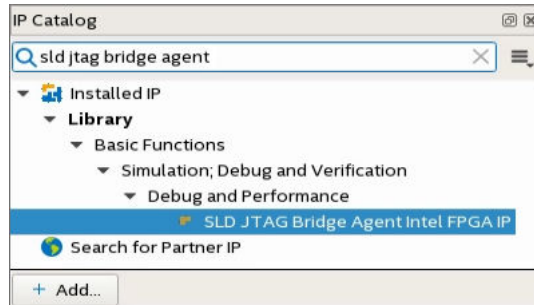 IP Catalog
sld jtag bridge agent
Installed IP
Library
Basic Functions
Simulation; Debug and Verification
Debug and Performance
SLD JTAG Bridge Agent Intel FPGA IP
Search for Partner IP
+ Add...